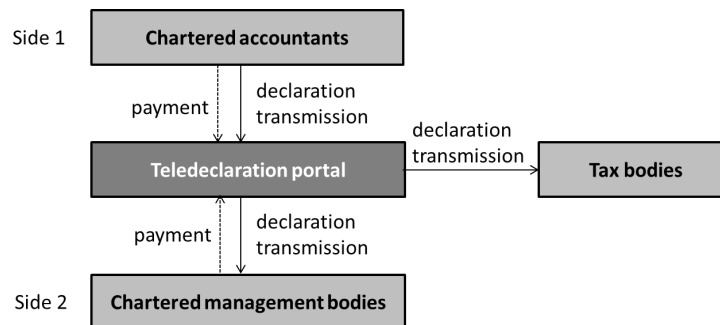 Side 1
Chartered accountants
payment
declaration
transmission
declaration
transmission
Teledeclaration portal
Tax bodies
payment
declaration
transmission
Side 2
Chartered management bodies